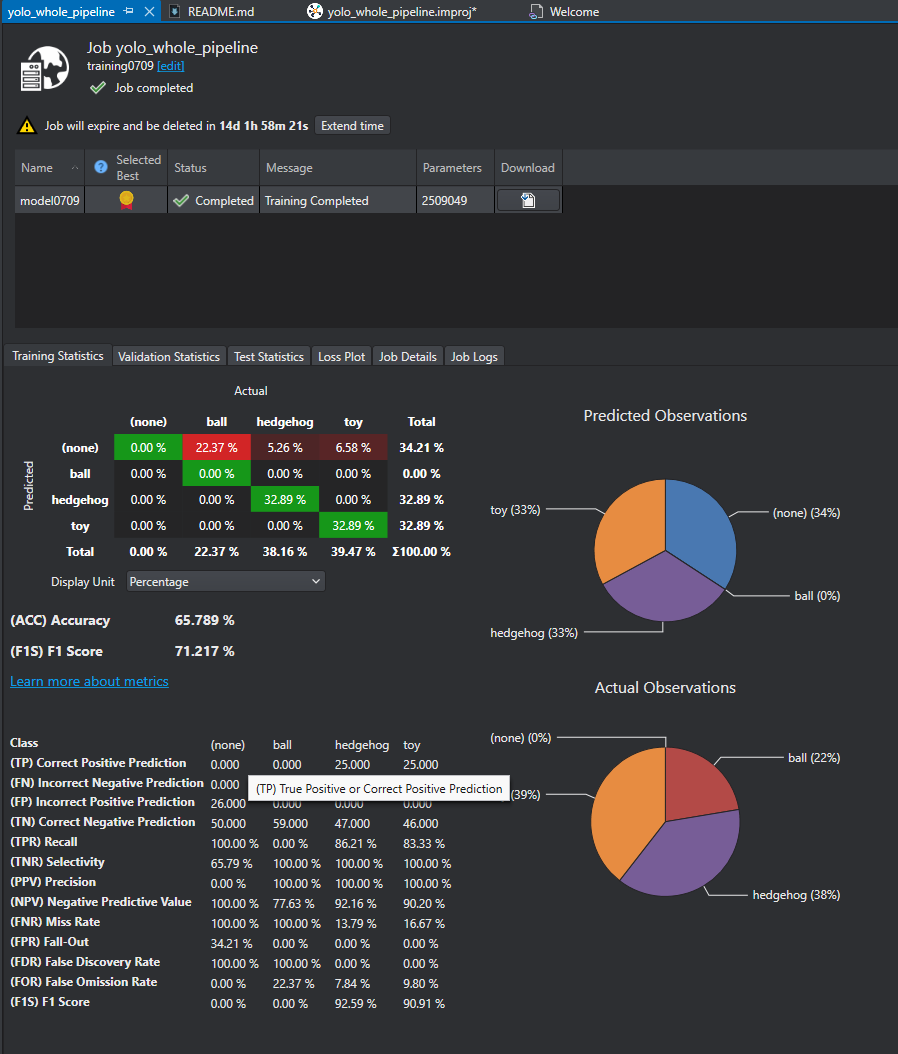 yolo_whole_pipeline README.md yolo_whole_pipeline.improj* Welcome
Job yolo_whole_pipeline
training0709 [edit]
Job completed
Job will expire and be deleted in 14d 1h 58m 21s Extend time
Name Selected Best Status Message Parameters Download
model0709 Completed Training Completed 2509049
Training Statistics Validation Statistics Test Statistics Loss Plot Job Details Job Logs
Actual
(none) ball hedgehog toy Total
Predicted
(none) 0.00 % 22.37 % 5.26 % 6.58 % 34.21 %
ball 0.00 % 0.00 % 0.00 % 0.00 % 0.00 %
hedgehog 0.00 % 0.00 % 32.89 % 0.00 % 32.89 %
toy 0.00 % 0.00 % 0.00 % 32.89 % 32.89 %
Total 0.00 % 22.37 % 38.16 % 39.47 % Σ100.00 %
Display Unit Percentage
(ACC) Accuracy 65.789 %
(F1S) F1 Score 71.217 %
Learn more about metrics
Predicted Observations
toy (33%)
(none) (34%)
ball (0%)
hedgehog (33%)
Actual Observations
(none) (0%)
ball (22%)
(39%)
hedgehog (38%)
Class (none) ball hedgehog toy
(TP) Correct Positive Prediction 0.000 0.000 25.000 25.000
(FN) Incorrect Negative Prediction 0.000
(TP) True Positive or Correct Positive Prediction
(FP) Incorrect Positive Prediction 26.000 0.000 0.000 0.000
(TN) Correct Negative Prediction 50.000 59.000 47.000 46.000
(TPR) Recall 100.00 % 0.00 % 86.21 % 83.33 %
(TNR) Selectivity 65.79 % 100.00 % 100.00 % 100.00 %
(PPV) Precision 0.00 % 100.00 % 100.00 % 100.00 %
(NPV) Negative Predictive Value 100.00 % 77.63 % 92.16 % 90.20 %
(FNR) Miss Rate 100.00 % 100.00 % 13.79 % 16.67 %
(FPR) Fall-Out 34.21 % 0.00 % 0.00 % 0.00 %
(FDR) False Discovery Rate 100.00 % 100.00 % 0.00 % 0.00 %
(FOR) False Omission Rate 0.00 % 22.37 % 7.84 % 9.80 %
(F1S) F1 Score 0.00 % 0.00 % 92.59 % 90.91 %